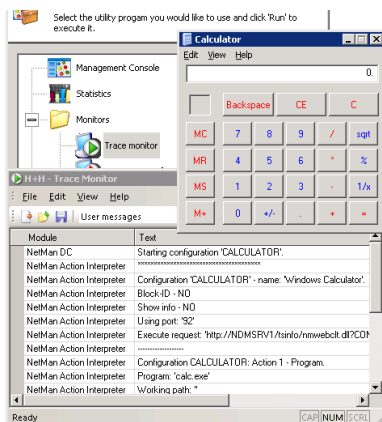 Select the utility progam you would like to use and click 'Run' to
execute it.
Management Console
Statistics
Monitors
Trace monitor
Calculator
Edit View Help
0.
Backspace CE C
MC 7 8 9 / sqrt
MR 4 5 6 * %
MS 1 2 3 - 1/x
M+ 0 +/- . + =
H+H - Trace Monitor
File Edit View Help
User messages
Module Text
NetMan DC Starting configuration 'CALCULATOR'.
NetMan Action Interpreter
NetMan Action Interpreter Configuration 'CALCULATOR' - name: 'Windows Calculator'.
NetMan Action Interpreter Block-ID - NO
NetMan Action Interpreter Show info - NO
NetMan Action Interpreter Using port: '92'
NetMan Action Interpreter Execute request: 'http://NDMSRV1/tsinfo/nmwebclt.dll?CON
NetMan Action Interpreter
NetMan Action Interpreter Configuration CALCULATOR: Action 1 - Program.
NetMan Action Interpreter Program: 'calc.exe'
NetMan Action Interpreter Working path: "
Ready CAP NUM SCRL